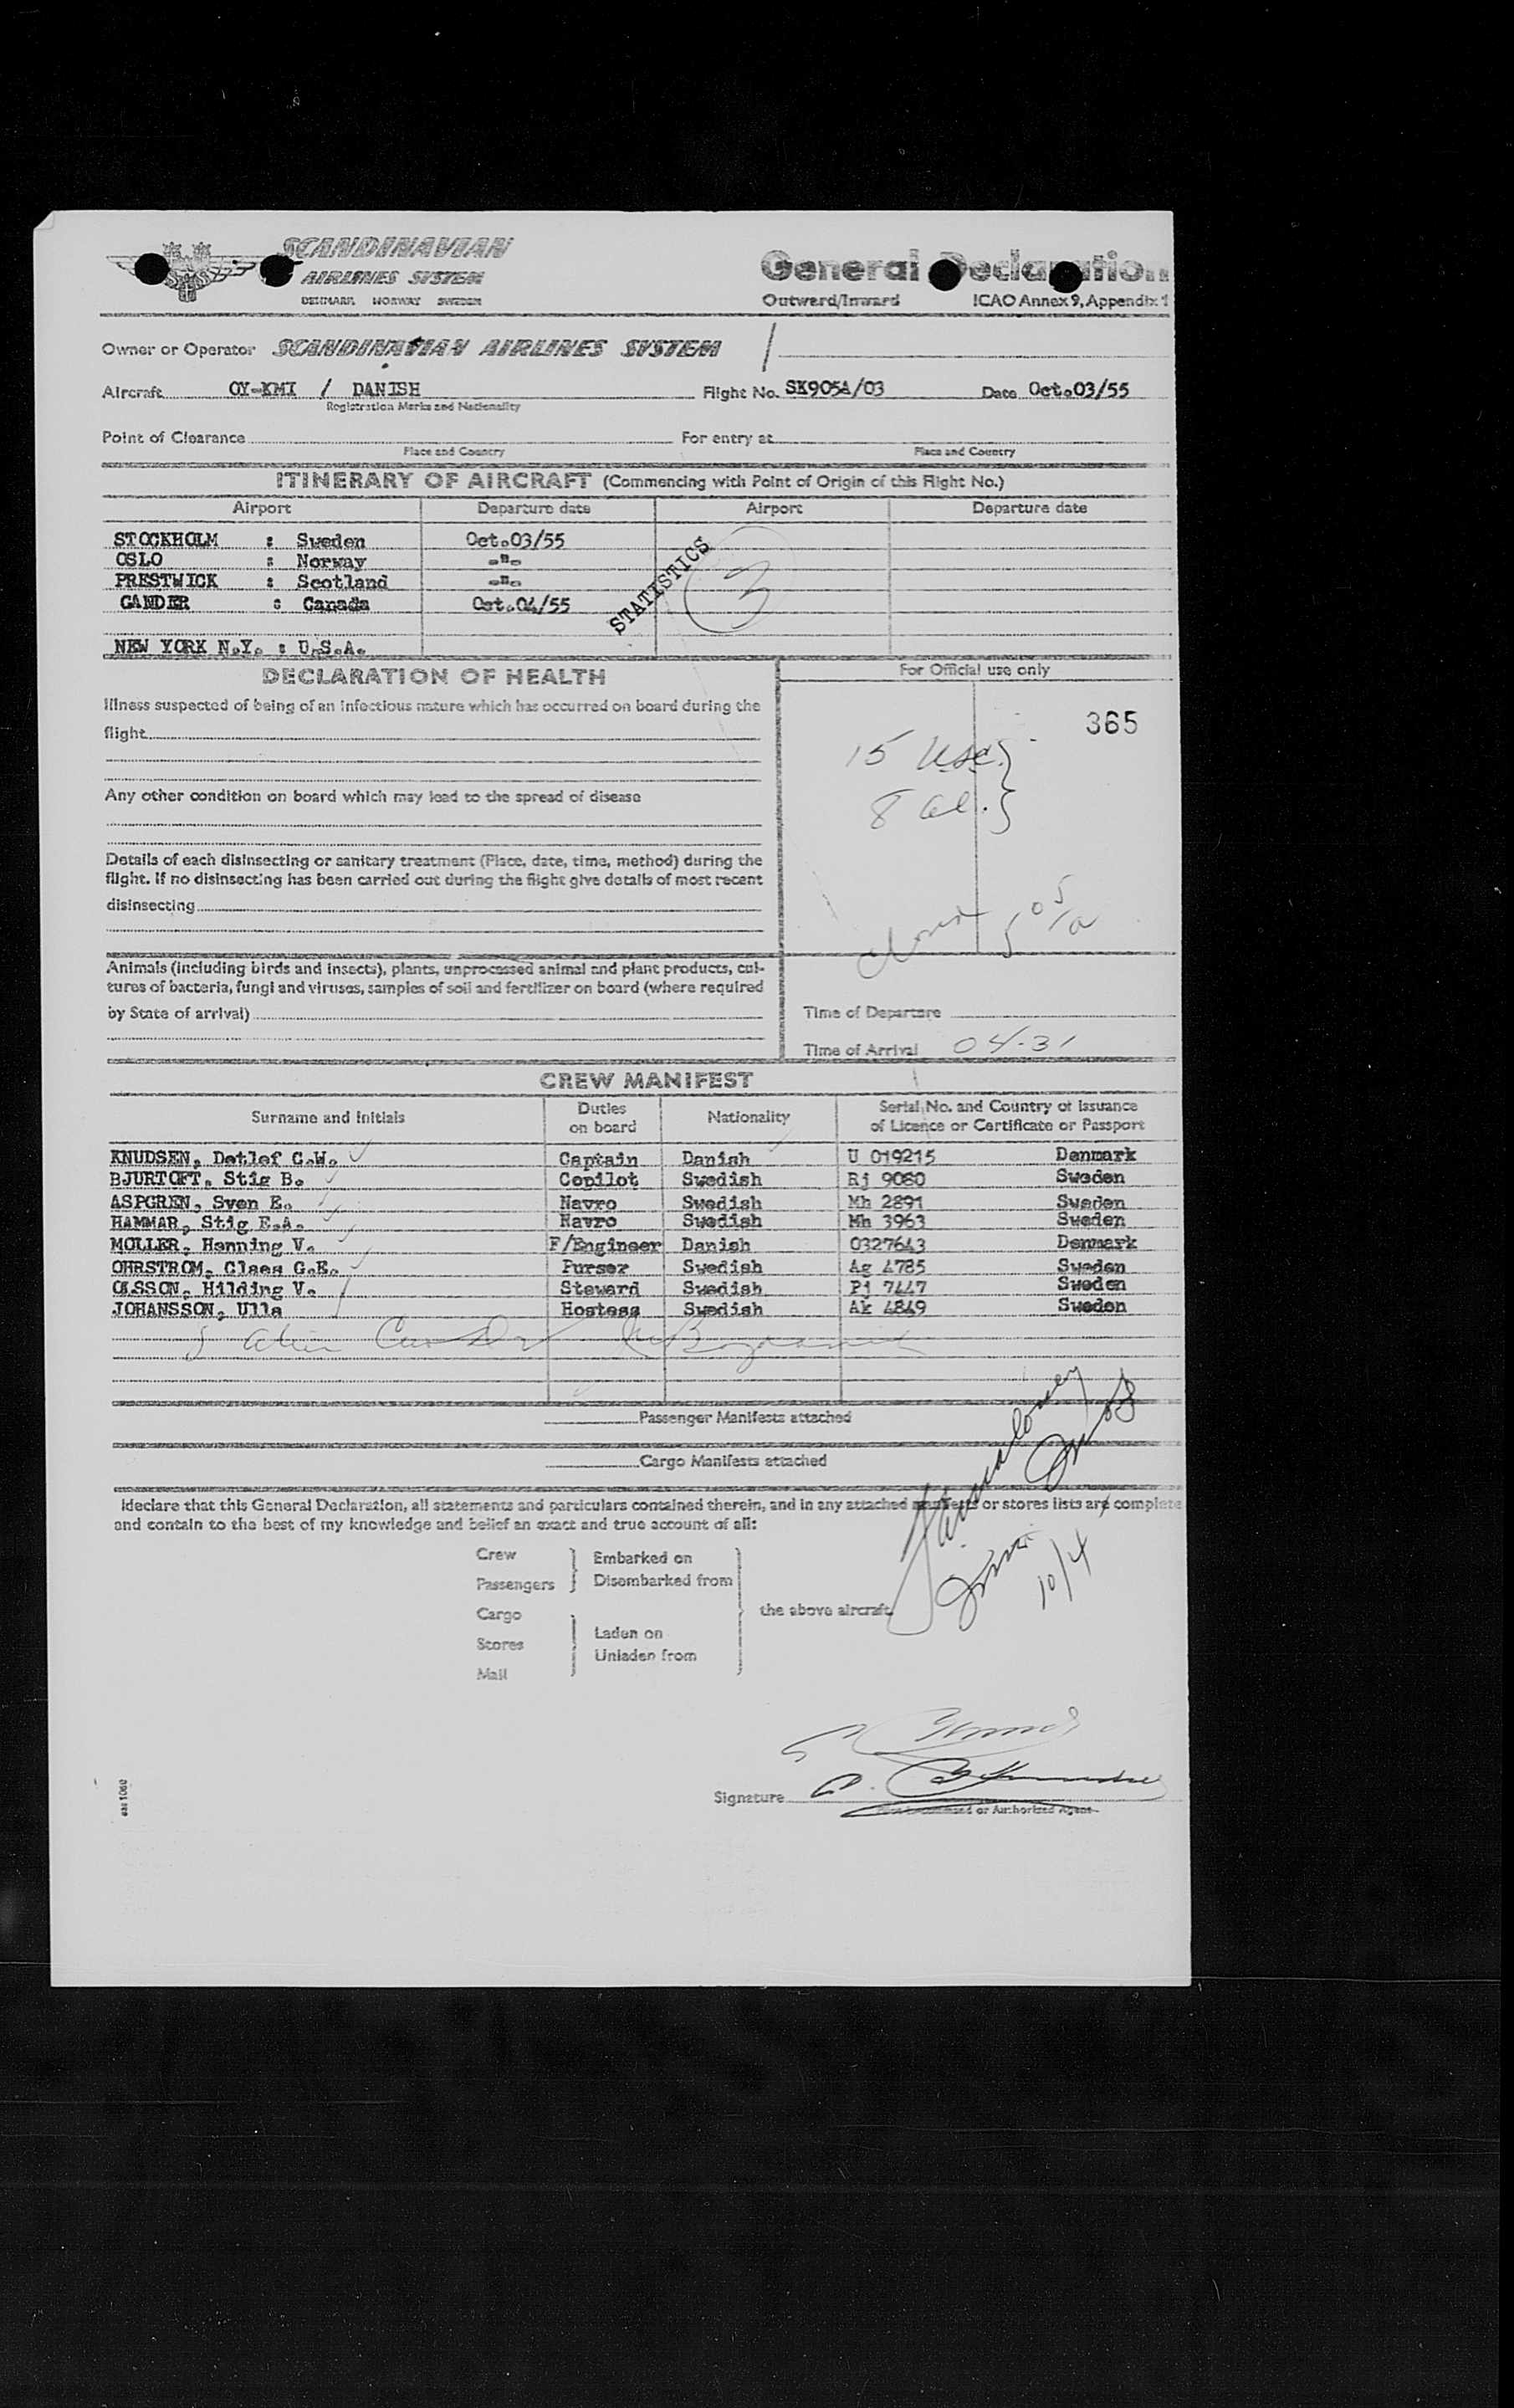 SCANDINAVIAN
AIRLINES SYSTEM
DENMARK NORWAY SWEDEN
General Declaration
Outward/Inward ICAO Annex 9, Appendix 1
Owner or Operator SCANDINAVIAN AIRLINES SYSTEM
Aircraft OY-KMI / DANISH Flight No. SK905A/03 Date Oct.03/55
Registration Marks and Nationality
Point of Clearance For entry at
Place and Country Place and Country
ITINERARY OF AIRCRAFT (Commencing with Point of Origin of this Flight No.)
Airport Departure date Airport Departure date
STOCKHOLM : Sweden Oct.03/55
OSLO : Norway -"-
PRESTWICK : Scotland -"-
GANDER : Canada Oct.04/55
NEW YORK N.Y. : U.S.A.
STATISTICS
3
DECLARATION OF HEALTH
For Official use only
Illness suspected of being of an infectious nature which has occurred on board during the
flight
365
15 USC.
8 al.
Any other condition on board which may lead to the spread of disease
Details of each disinsecting or sanitary treatment (Place, date, time, method) during the
flight. If no disinsecting has been carried out during the flight give details of most recent
disinsecting
5 05/a
Animals (including birds and insects), plants, unprocessed animal and plant products, cul-
tures of bacteria, fungi and viruses, samples of soil and fertilizer on board (where required
by State of arrival)
Time of Departure
Time of Arrival 04-31
CREW MANIFEST
Surname and Initials Duties on board Nationality Serial No. and Country of Issuance of Licence or Certificate or Passport
KNUDSEN, Detlef C.W. Captain Danish U 019215 Denmark
BJURTOFT, Stig B. Copilot Swedish Rj 9080 Sweden
ASPGREN, Sven E. Navro Swedish Mh 2891 Sweden
HAMMAR, Stig E.A. Navro Swedish Mh 3963 Sweden
MOLLER, Henning V. F/Engineer Danish 0327643 Denmark
OHRSTROM, Claes G.E. Purser Swedish Ag 4785 Sweden
OLSSON, Hilding V. Steward Swedish Pj 7447 Sweden
JOHANSSON, Ulla Hostess Swedish Ak 4849 Sweden
Passenger Manifests attached
Cargo Manifests attached
I declare that this General Declaration, all statements and particulars contained therein, and in any attached manifests or stores lists are complete
and contain to the best of my knowledge and belief an exact and true account of all:
Crew
Passengers
Embarked on
Disembarked from
Cargo
Stores
Mail
Laden on
Unladen from
the above aircraft.
10/4
Signature
or Authorized Agent
sas 1060